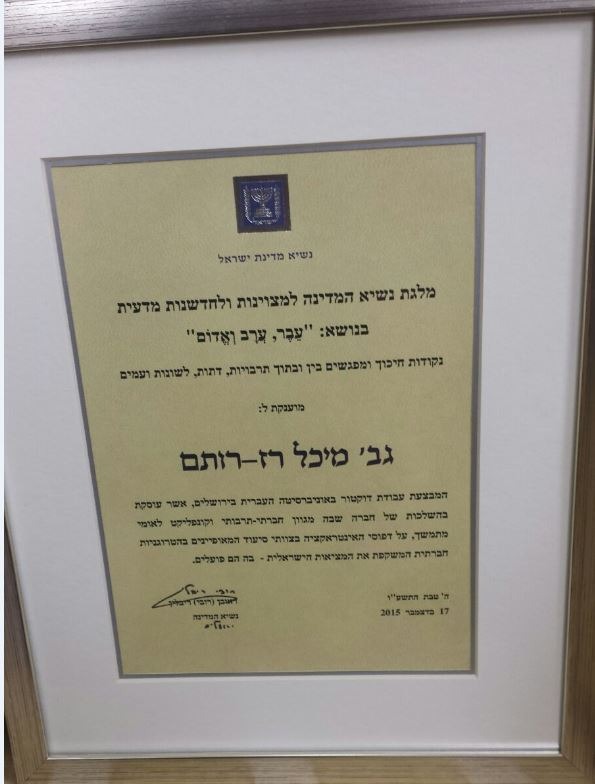 ישראל
נשיא מדינת ישראל
מלגת נשיא המדינה למצוינות ולחדשנות מדעית
בנושא: "עֵבֶר, עֲרָב וֶאֱדוֹם"
נקודות חיכוך ומפגשים בין ובתוך תרבויות, דתות, לשונות ועמים
מוענקת ל:
גב' מיכל רז-רותם
המבצעת עבודת דוקטור באוניברסיטה העברית בירושלים, אשר עוסקת
בהשלכות של חברה שבה מגוון חברתי-תרבותי וקונפליקט לאומי
מתמשך, על דפוסי האינטראקציה בצוותי סיעוד המאופיינים בהטרוגניות
חברתית המשקפת את המציאות הישראלית - בה הם פועלים.
ראובן (רובי) ריבלין
נשיא המדינה
ה' טבת התשע"ו
17 בדצמבר 2015